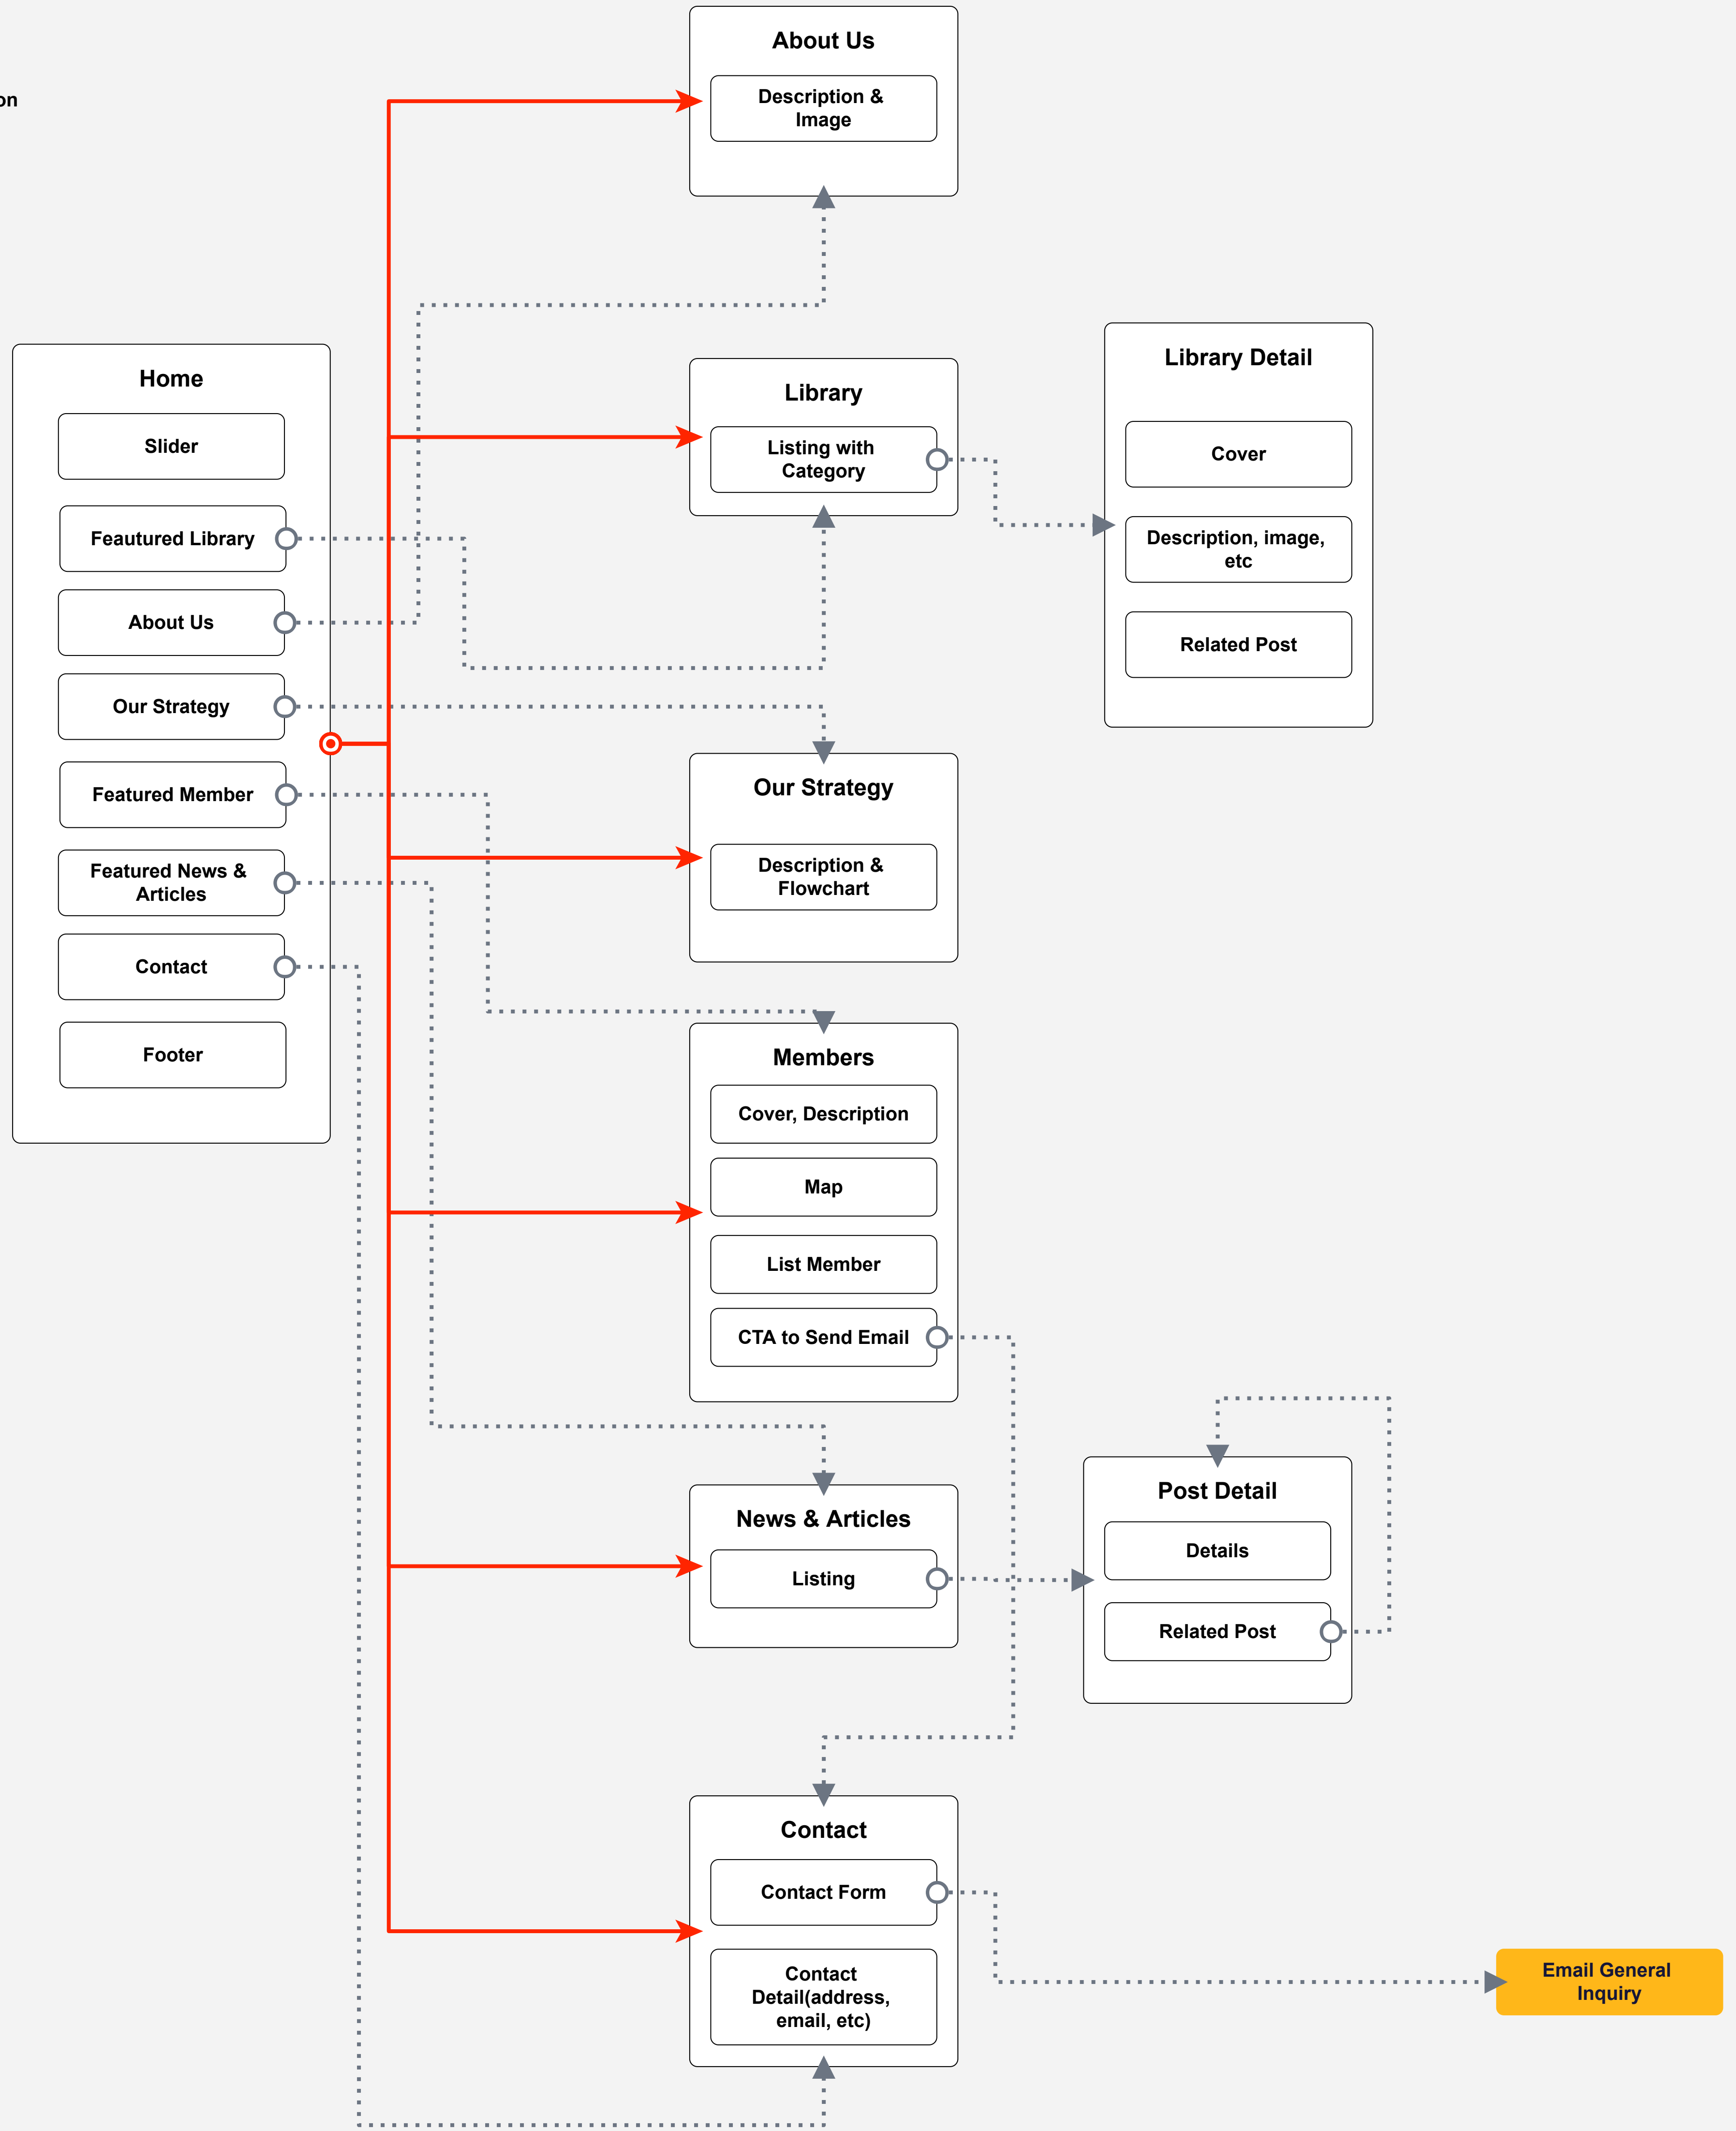 on
Home
Slider
Feautured Library
About Us
Our Strategy
Featured Member
Featured News &
Articles
Contact
Footer
About Us
Description &
Image
Library
Listing with
Category
Library Detail
Cover
Description, image,
etc
Related Post
Our Strategy
Description &
Flowchart
Members
Cover, Description
Map
List Member
CTA to Send Email
News & Articles
Listing
Post Detail
Details
Related Post
Contact
Contact Form
Contact
Detail(address,
email, etc)
Email General
Inquiry